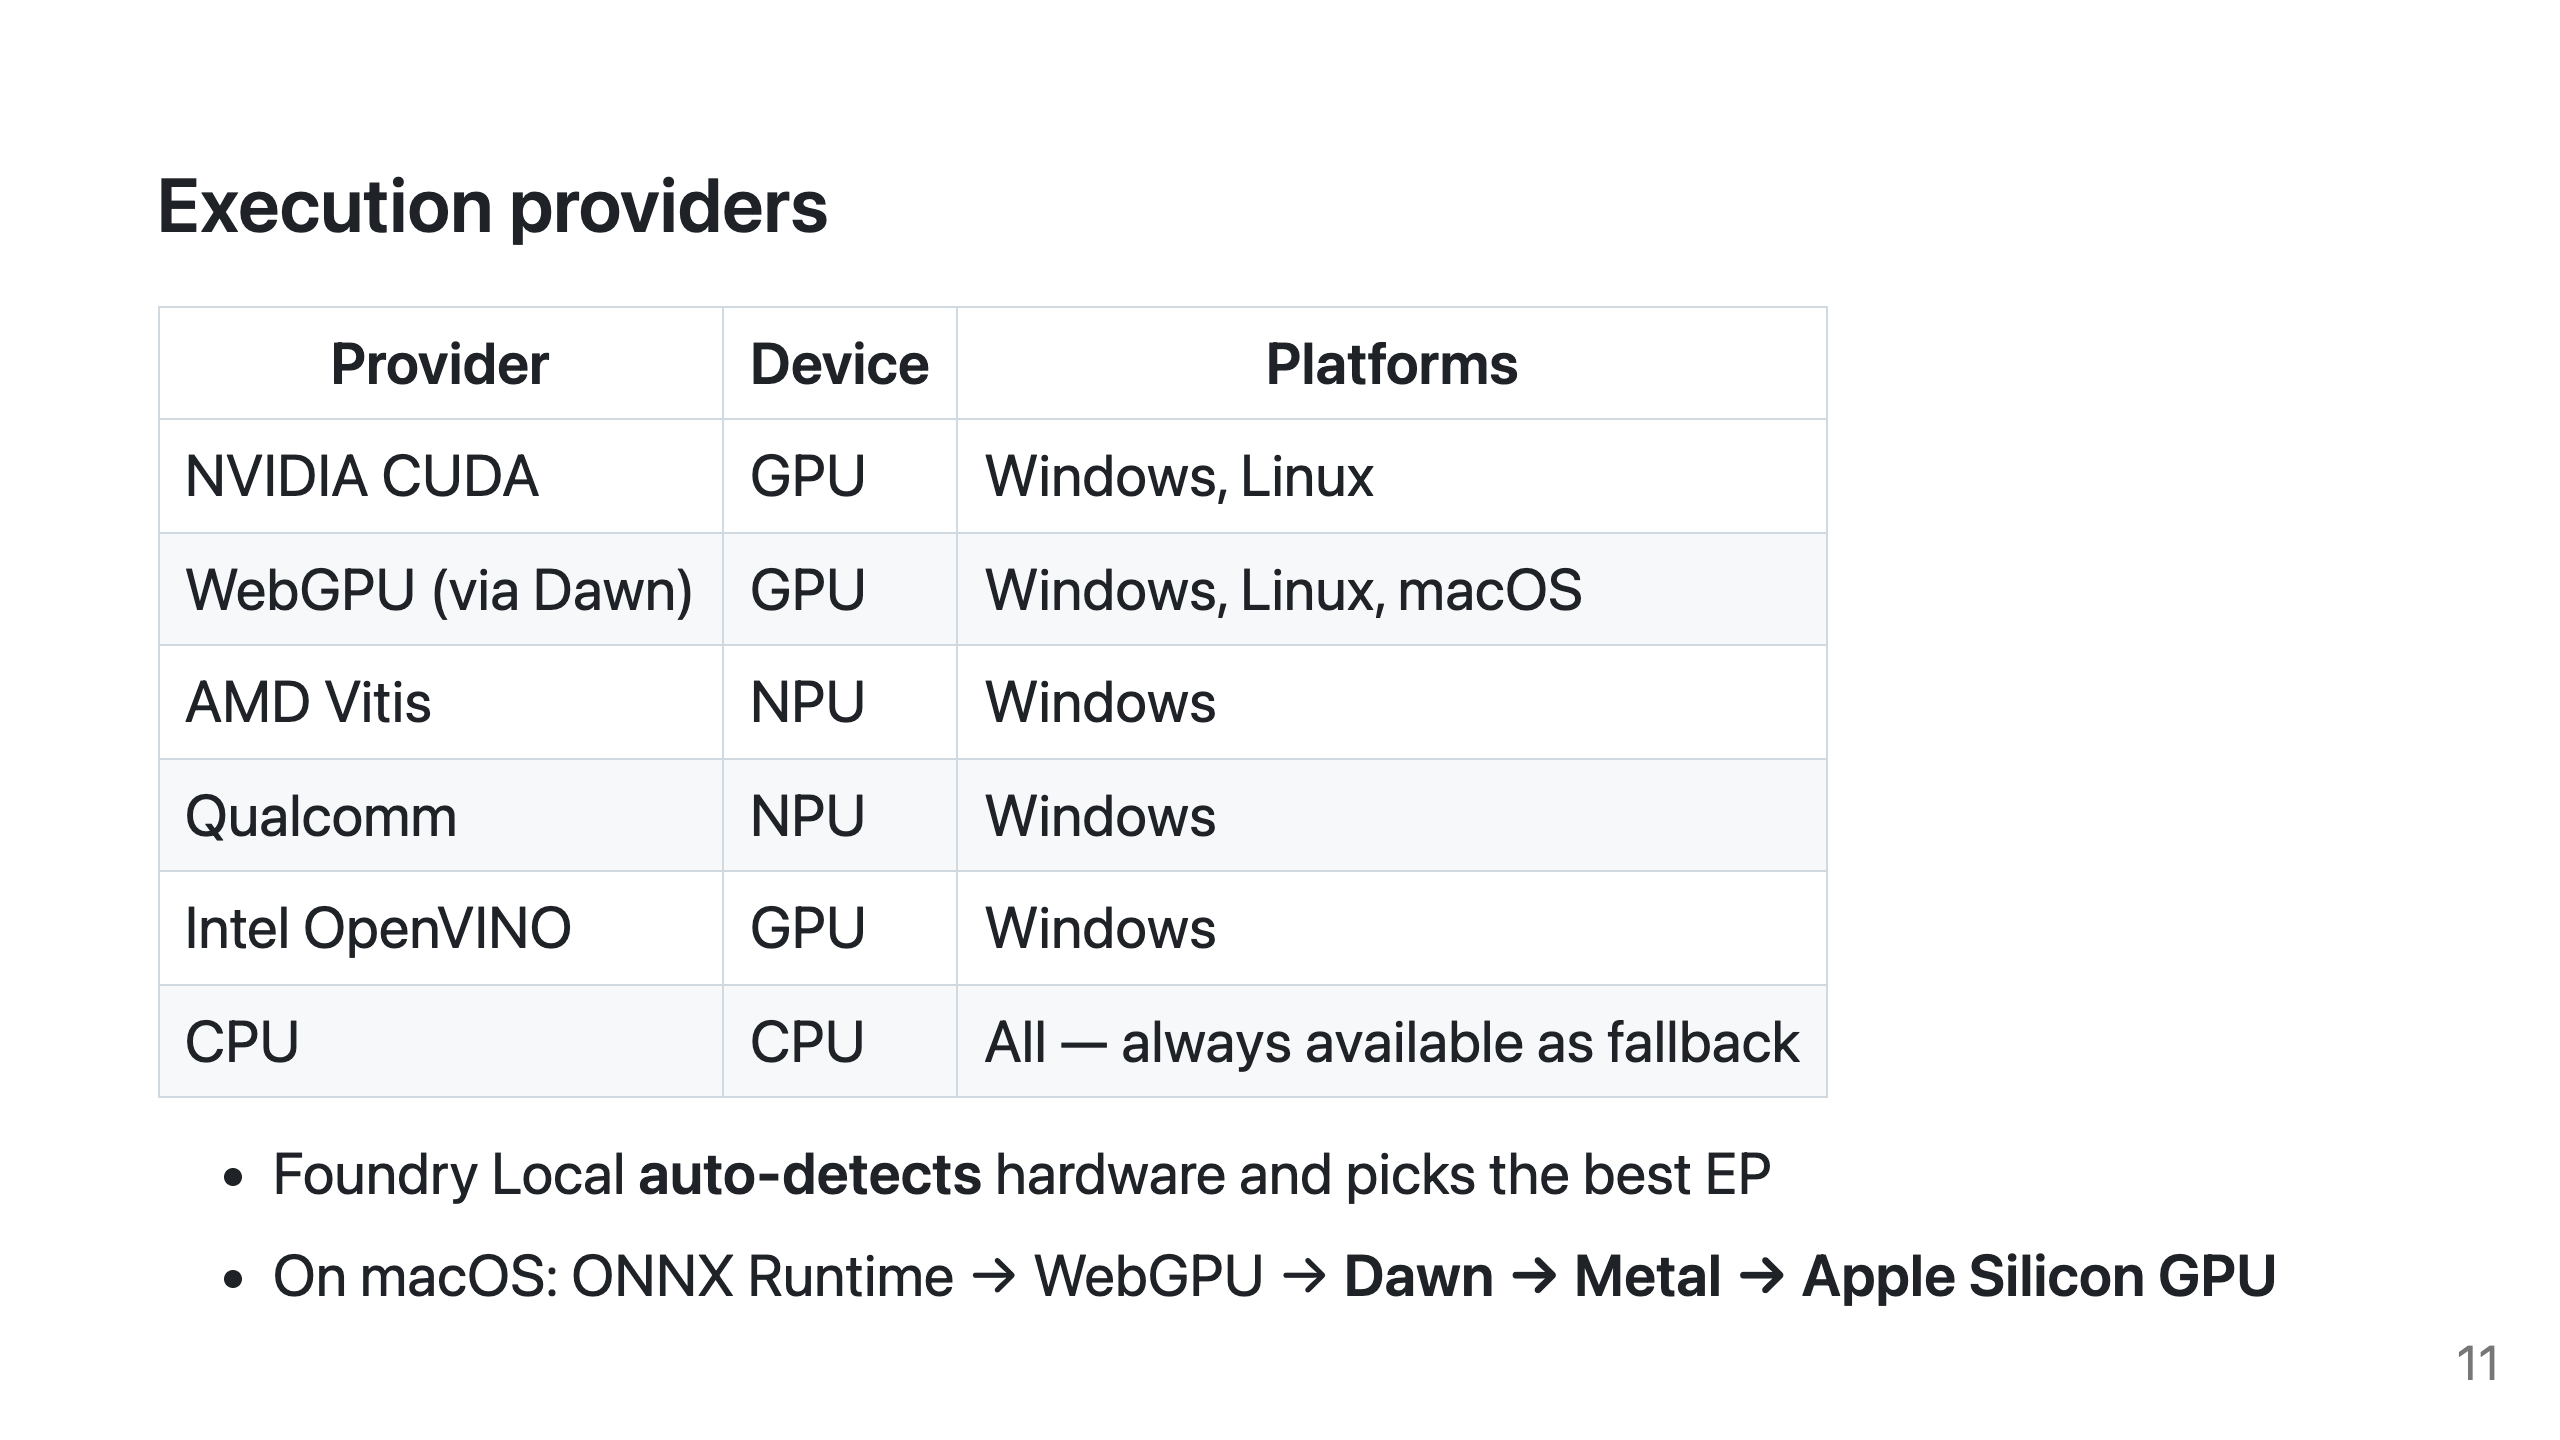 Execution providers
Provider Device Platforms
NVIDIA CUDA GPU Windows, Linux
WebGPU (via Dawn) GPU Windows, Linux, macOS
AMD Vitis NPU Windows
Qualcomm NPU Windows
Intel OpenVINO GPU Windows
CPU CPU All — always available as fallback
• Foundry Local auto-detects hardware and picks the best EP
• On macOS: ONNX Runtime → WebGPU → Dawn → Metal → Apple Silicon GPU
11